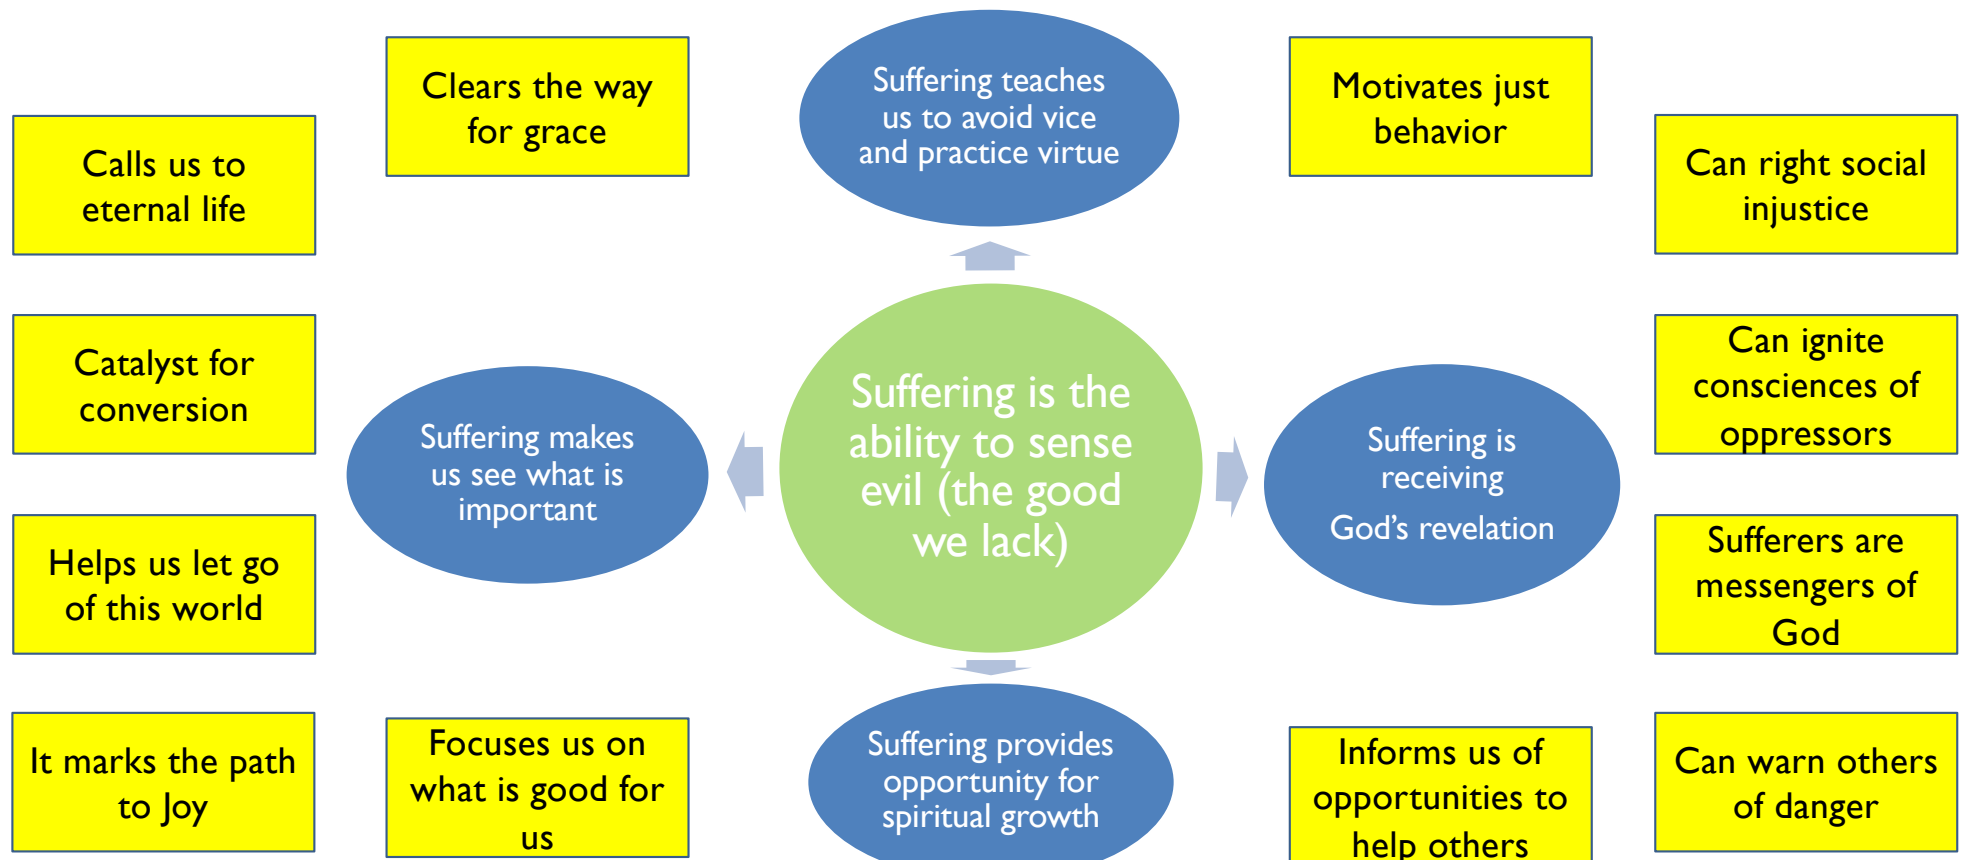 Clears the way
for grace
Suffering teaches
us to avoid vice
and practice virtue
Motivates just
behavior
Calls us to
eternal life
Can right social
injustice
Catalyst for
conversion
Suffering makes
us see what is
important
Suffering is the
ability to sense
evil (the good
we lack)
Suffering is
receiving
God’s revelation
Can ignite
consciences of
oppressors
Helps us let go
of this world
Sufferers are
messengers of
God
It marks the path
to Joy
Focuses us on
what is good for
us
Suffering provides
opportunity for
spiritual growth
Informs us of
opportunities to
help others
Can warn others
of danger